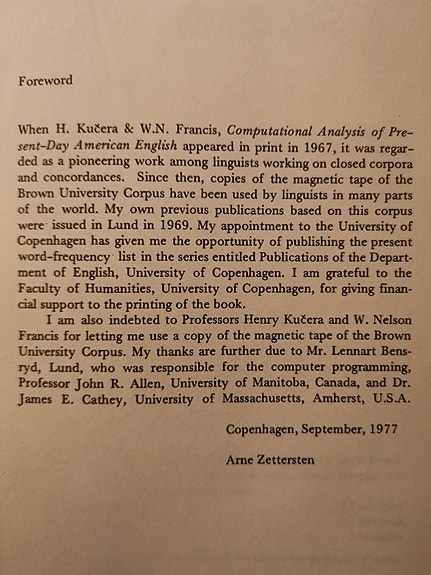 Foreword
When H. Kučera & W.N. Francis, Computational Analysis of Pre-
sent-Day American English appeared in print in 1967, it was regar-
ded as a pioneering work among linguists working on closed corpora
and concordances. Since then, copies of the magnetic tape of the
Brown University Corpus have been used by linguists in many parts
of the world. My own previous publications based on this corpus
were issued in Lund in 1969. My appointment to the University of
Copenhagen has given me the opportunity of publishing the present
word-frequency list in the series entitled Publications of the Depart-
ment of English, University of Copenhagen. I am grateful to the
Faculty of Humanities, University of Copenhagen, for giving finan-
cial support to the printing of the book.
I am also indebted to Professors Henry Kučera and W. Nelson
Francis for letting me use a copy of the magnetic tape of the Brown
University Corpus. My thanks are further due to Mr. Lennart Bens-
ryd, Lund, who was responsible for the computer programming,
Professor John R. Allen, University of Manitoba, Canada, and Dr.
James E. Cathey, University of Massachusetts, Amherst, U.S.A.
Copenhagen, September, 1977
Arne Zettersten